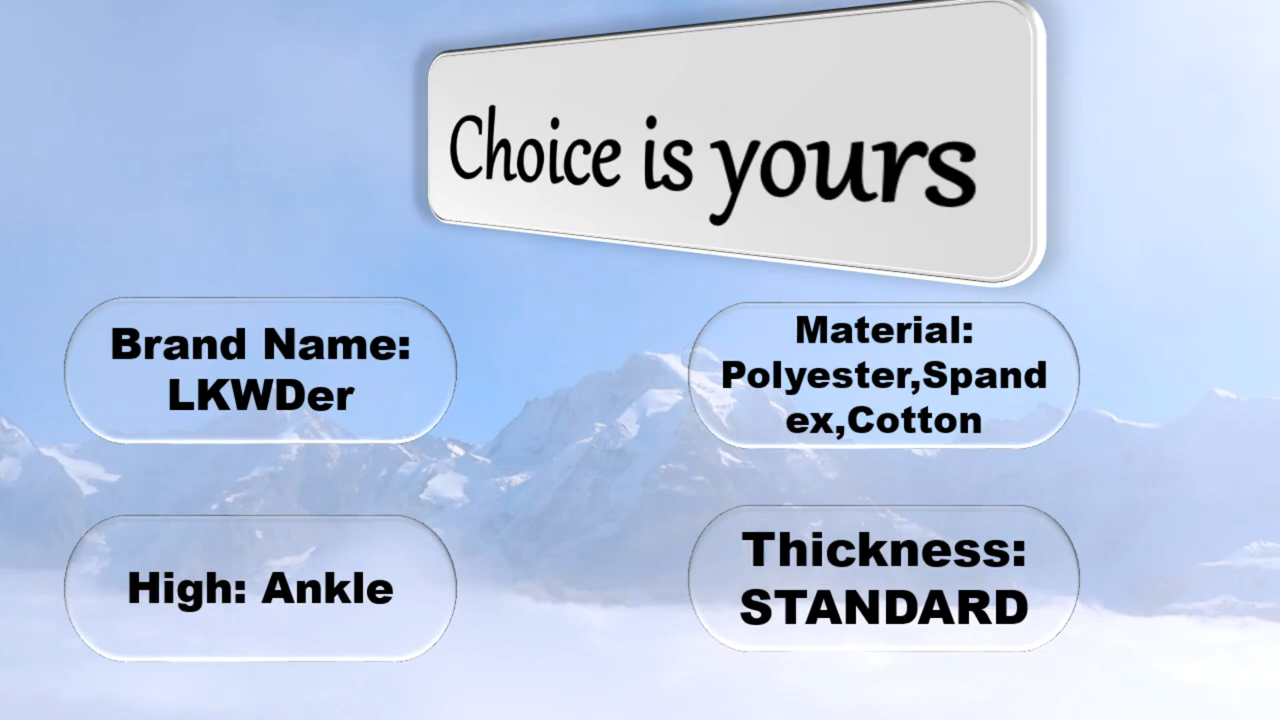 Choice is yours
Brand Name:
LKWDer
Material:
Polyester,Spand
ex,Cotton
High: Ankle
Thickness:
STANDARD